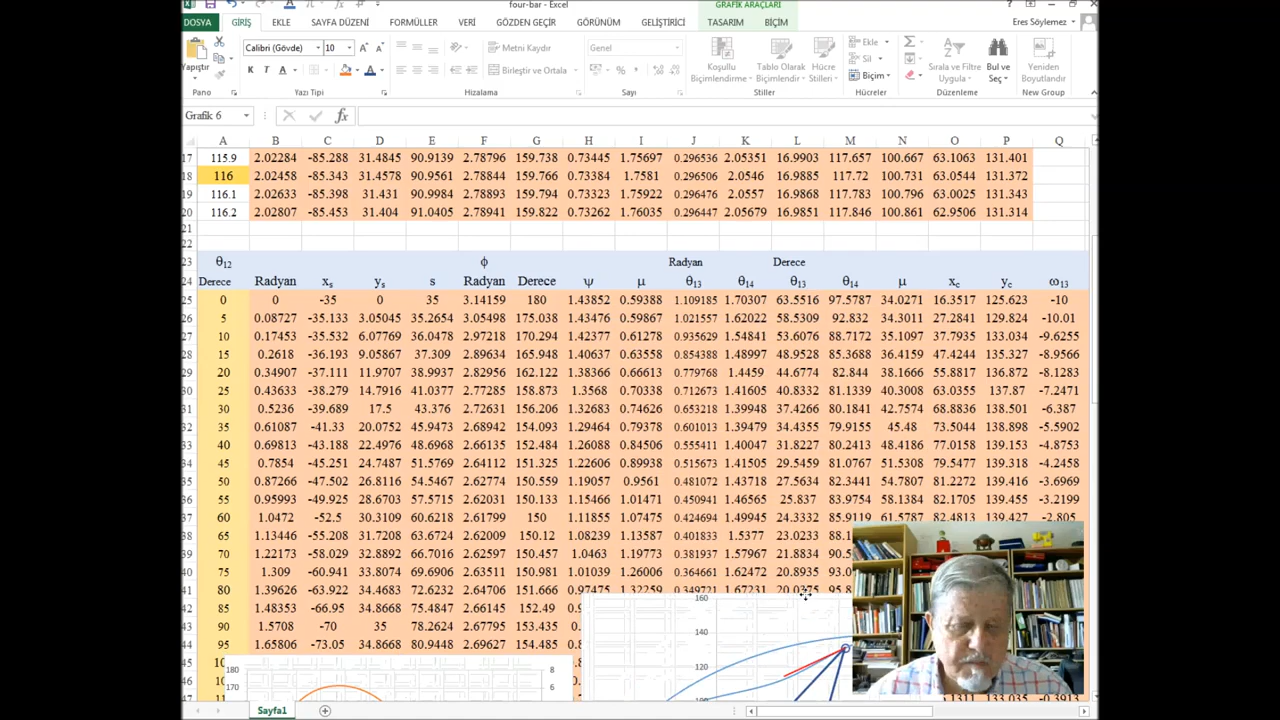 four-bar - Excel
GRAFİK ARAÇLARI
DOSYA GİRİŞ EKLE SAYFA DÜZENİ FORMÜLLER VERİ GÖZDEN GEÇİR GÖRÜNÜM GELİŞTİRİCİ TASARIM BİÇİM Eres Söylemez
Yapıştır
Calibri (Gövde) 10
Metni Kaydır
Birleştir ve Ortala
Genel
Koşullu Biçimlendirme
Tablo Olarak Biçimlendir
Hücre Stilleri
Ekle
Sil
Biçim
Sırala ve Filtre Uygula
Bul ve Seç
Yeniden Boyutlandır
Pano Yazı Tipi Hizalama Sayı Stiller Hücreler Düzenleme New Group
Grafik 6 fx
A B C D E F G H I J K L M N O P Q
17 115.9 2.02284 -85.288 31.4845 90.9139 2.78796 159.738 0.73445 1.75697 0.296536 2.05351 16.9903 117.657 100.667 63.1063 131.401
18 116 2.02458 -85.343 31.4578 90.9561 2.78844 159.766 0.73384 1.7581 0.296506 2.0546 16.9885 117.72 100.731 63.0544 131.372
19 116.1 2.02633 -85.398 31.431 90.9984 2.78893 159.794 0.73323 1.75922 0.296476 2.0557 16.9868 117.783 100.796 63.0025 131.343
20 116.2 2.02807 -85.453 31.404 91.0405 2.78941 159.822 0.73262 1.76035 0.296447 2.05679 16.9851 117.846 100.861 62.9506 131.314
21
22
23 θ12 ϕ Radyan Derece
24 Derece Radyan xs ys s Radyan Derece ψ μ θ13 θ14 θ13 θ14 μ xc yc ω13
25 0 0 -35 0 35 3.14159 180 1.43852 0.59388 1.109185 1.70307 63.5516 97.5787 34.0271 16.3517 125.623 -10
26 5 0.08727 -35.133 3.05045 35.2654 3.05498 175.038 1.43476 0.59867 1.021557 1.62022 58.5309 92.832 34.3011 27.2841 129.824 -10.01
27 10 0.17453 -35.532 6.07769 36.0478 2.97218 170.294 1.42377 0.61278 0.935629 1.54841 53.6076 88.7172 35.1097 37.7935 133.034 -9.6255
28 15 0.2618 -36.193 9.05867 37.309 2.89634 165.948 1.40637 0.63558 0.854388 1.48997 48.9528 85.3688 36.4159 47.4244 135.327 -8.9566
29 20 0.34907 -37.111 11.9707 38.9937 2.82956 162.122 1.38366 0.66613 0.779768 1.4459 44.6774 82.844 38.1666 55.8817 136.872 -8.1283
30 25 0.43633 -38.279 14.7916 41.0377 2.77285 158.873 1.3568 0.70338 0.712673 1.41605 40.8332 81.1339 40.3008 63.0355 137.87 -7.2471
31 30 0.5236 -39.689 17.5 43.376 2.72631 156.206 1.32683 0.74626 0.653218 1.39948 37.4266 80.1841 42.7574 68.8836 138.501 -6.387
32 35 0.61087 -41.33 20.0752 45.9473 2.68942 154.093 1.29464 0.79378 0.601013 1.39479 34.4355 79.9155 45.48 73.5044 138.898 -5.5902
33 40 0.69813 -43.188 22.4976 48.6968 2.66135 152.484 1.26088 0.84506 0.555411 1.40047 31.8227 80.2413 48.4186 77.0158 139.153 -4.8753
34 45 0.7854 -45.251 24.7487 51.5769 2.64112 151.325 1.22606 0.89938 0.515673 1.41505 29.5459 81.0767 51.5308 79.5477 139.318 -4.2458
35 50 0.87266 -47.502 26.8116 54.5467 2.62774 150.559 1.19057 0.9561 0.481072 1.43718 27.5634 82.3441 54.7807 81.2272 139.416 -3.6969
36 55 0.95993 -49.925 28.6703 57.5715 2.62031 150.133 1.15466 1.01471 0.450941 1.46565 25.837 83.9754 58.1384 82.1705 139.455 -3.2199
37 60 1.0472 -52.5 30.3109 60.6218 2.61799 150 1.11855 1.07475 0.424694 1.49945 24.3332 85.9119 61.5787 82.4813 139.427 -2.805
38 65 1.13446 -55.208 31.7208 63.6724 2.62009 150.12 1.08239 1.13587 0.401833 1.5377 23.0233 88.1
39 70 1.22173 -58.029 32.8892 66.7016 2.62597 150.457 1.0463 1.19773 0.381937 1.57967 21.8834 90.5
40 75 1.309 -60.941 33.8074 69.6906 2.63511 150.981 1.01039 1.26006 0.364661 1.62472 20.8935 93.0
41 80 1.39626 -63.922 34.4683 72.6232 2.64704 151.666 0.97475 1.32259 0.349721 1.67231 20.0375 95.8
42 85 1.48353 -66.95 34.8668 75.4847 2.66145 152.49
43 90 1.5708 -70 35 78.2624 2.67795 153.435
44 95 1.65806 -73.05 34.8668 80.9448 2.69627 154.485
180 8
170 6
160
140
120
100
133.035 -0.3913
Sayfa1